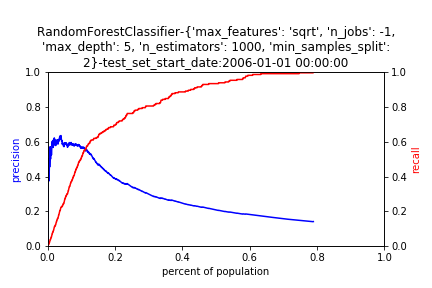 RandomForestClassifier-{'max_features': 'sqrt', 'n_jobs': -1,
'max_depth': 5, 'n_estimators': 1000, 'min_samples_split':
2}-test_set_start_date:2006-01-01 00:00:00
1.0 1.0
0.8 0.8
0.6 0.6
precision recall
0.4 0.4
0.2 0.2
0.0 0.0
0.0 0.2 0.4 0.6 0.8 1.0
percent of population